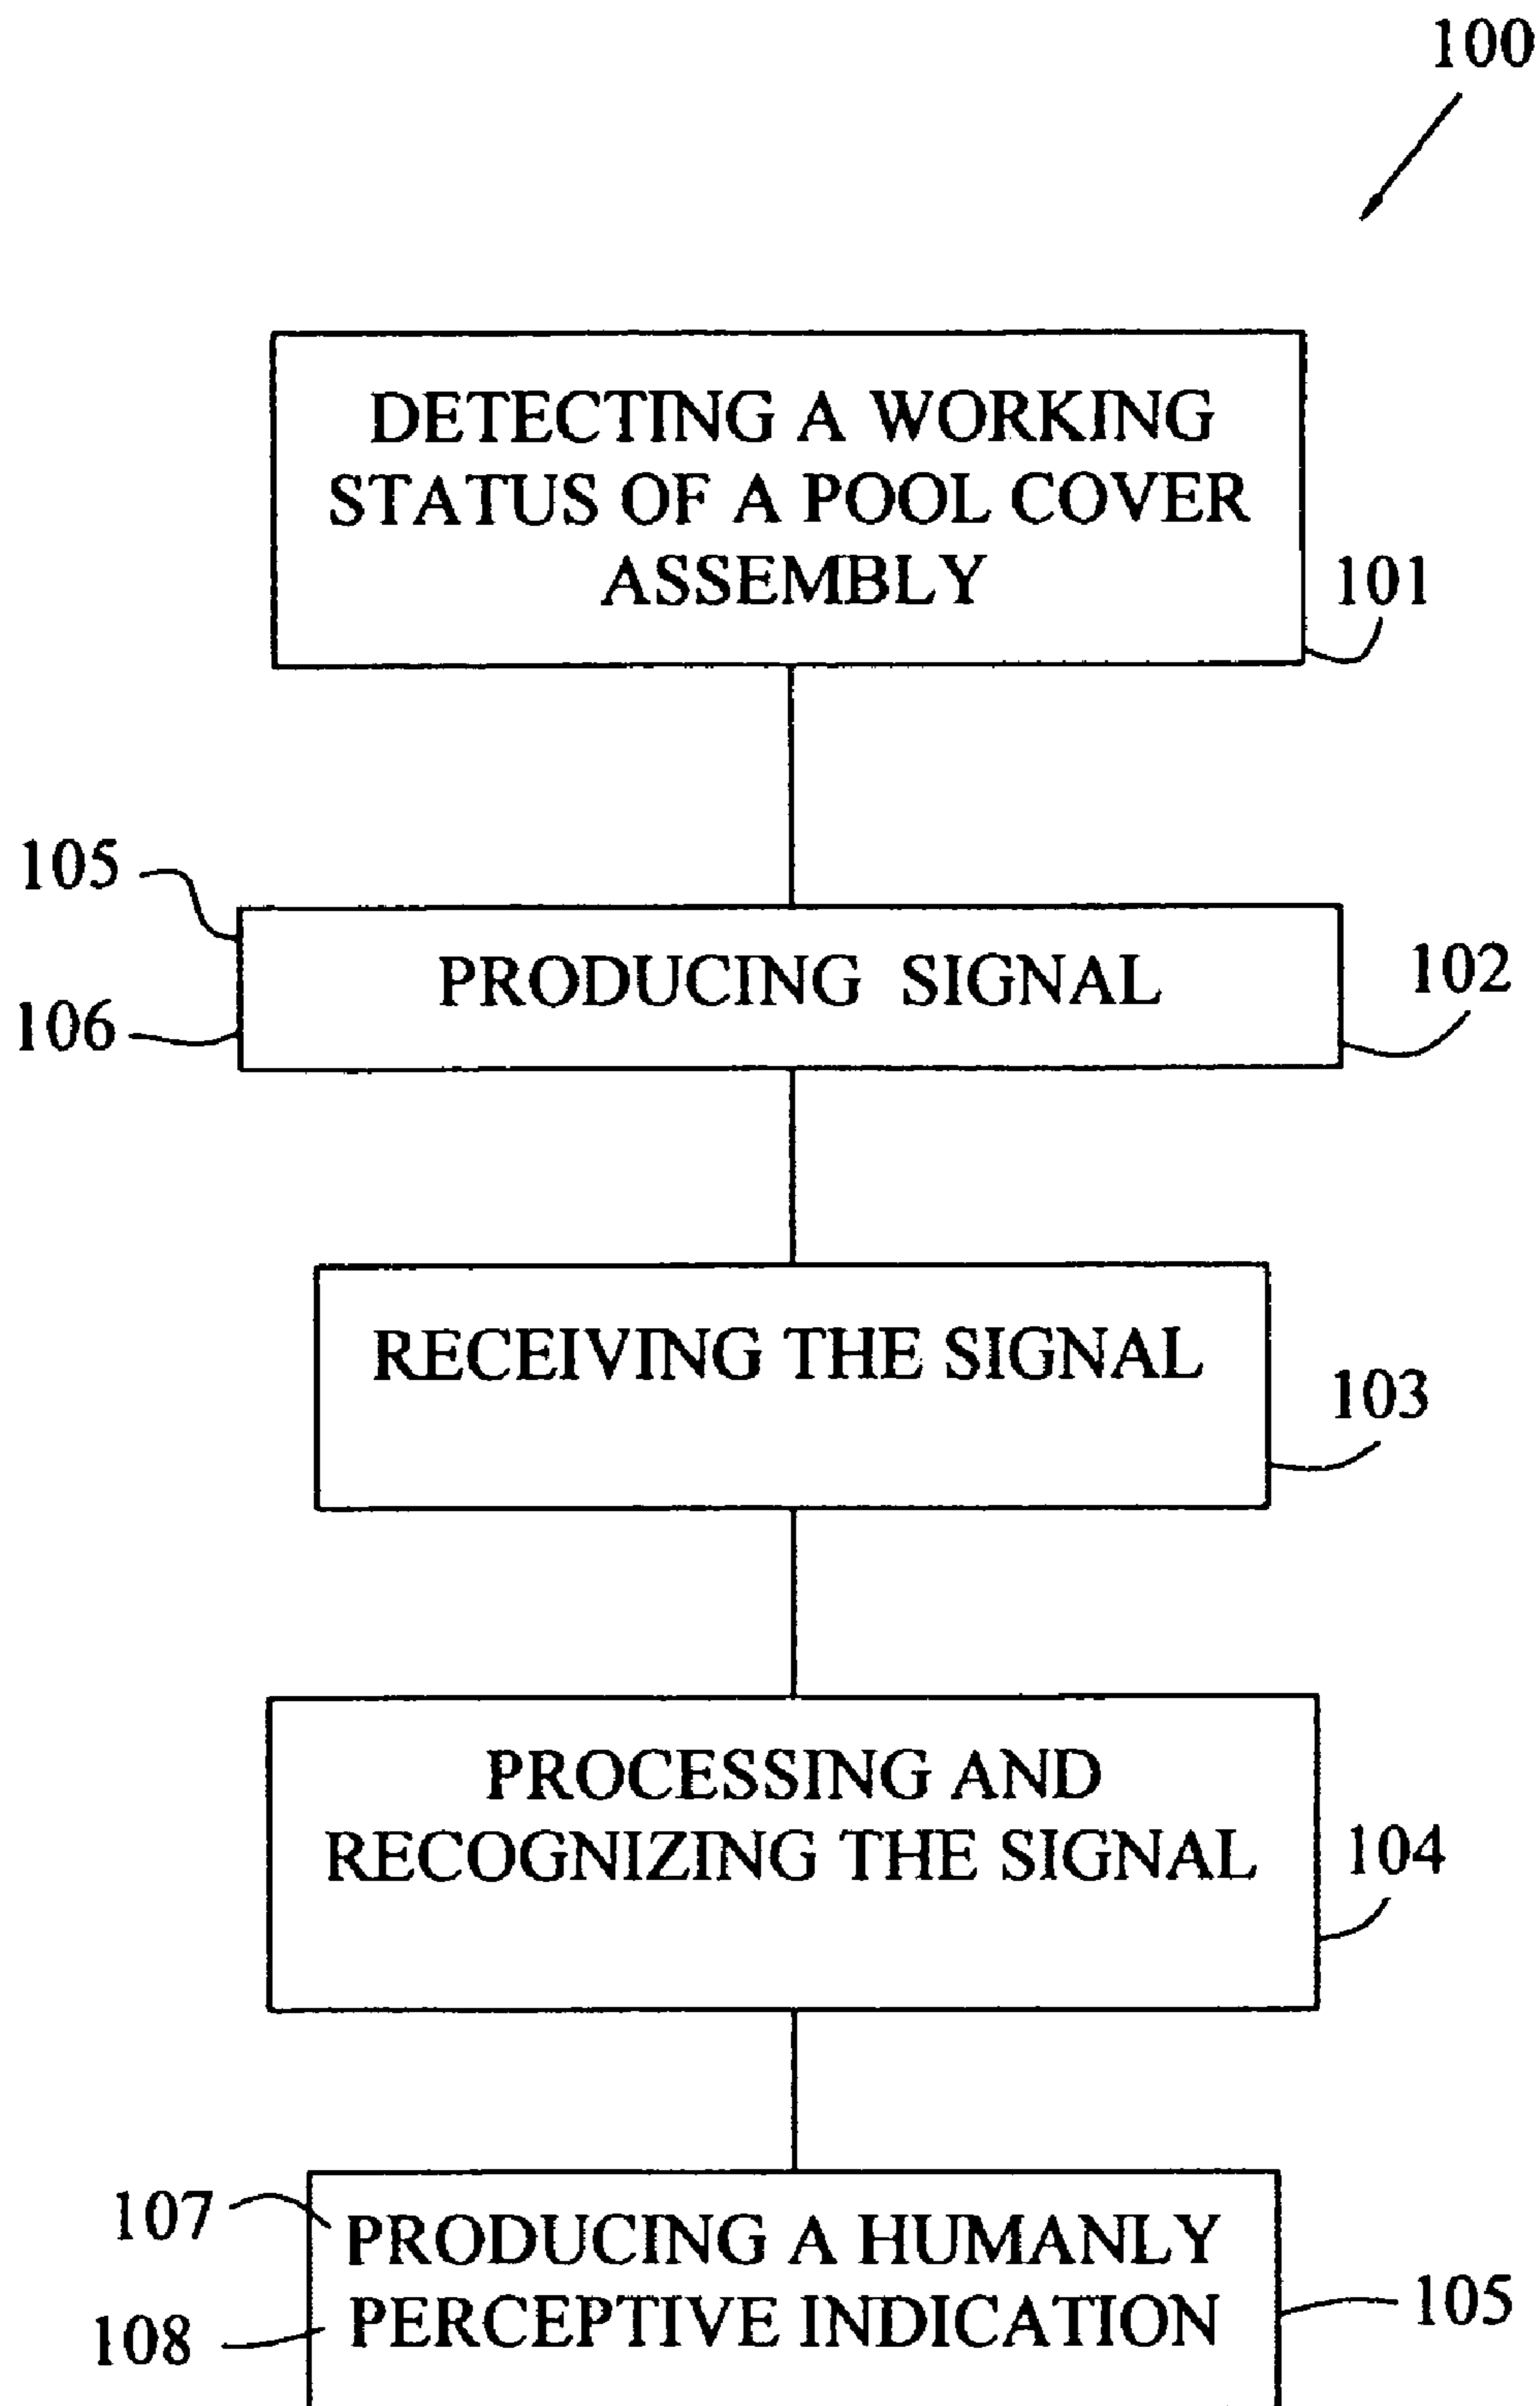 100
DETECTING A WORKING
STATUS OF A POOL COVER
ASSEMBLY
101
105
PRODUCING SIGNAL
102
106
RECEIVING THE SIGNAL
103
PROCESSING AND
RECOGNIZING THE SIGNAL
104
107
PRODUCING A HUMANLY
PERCEPTIVE INDICATION
105
108